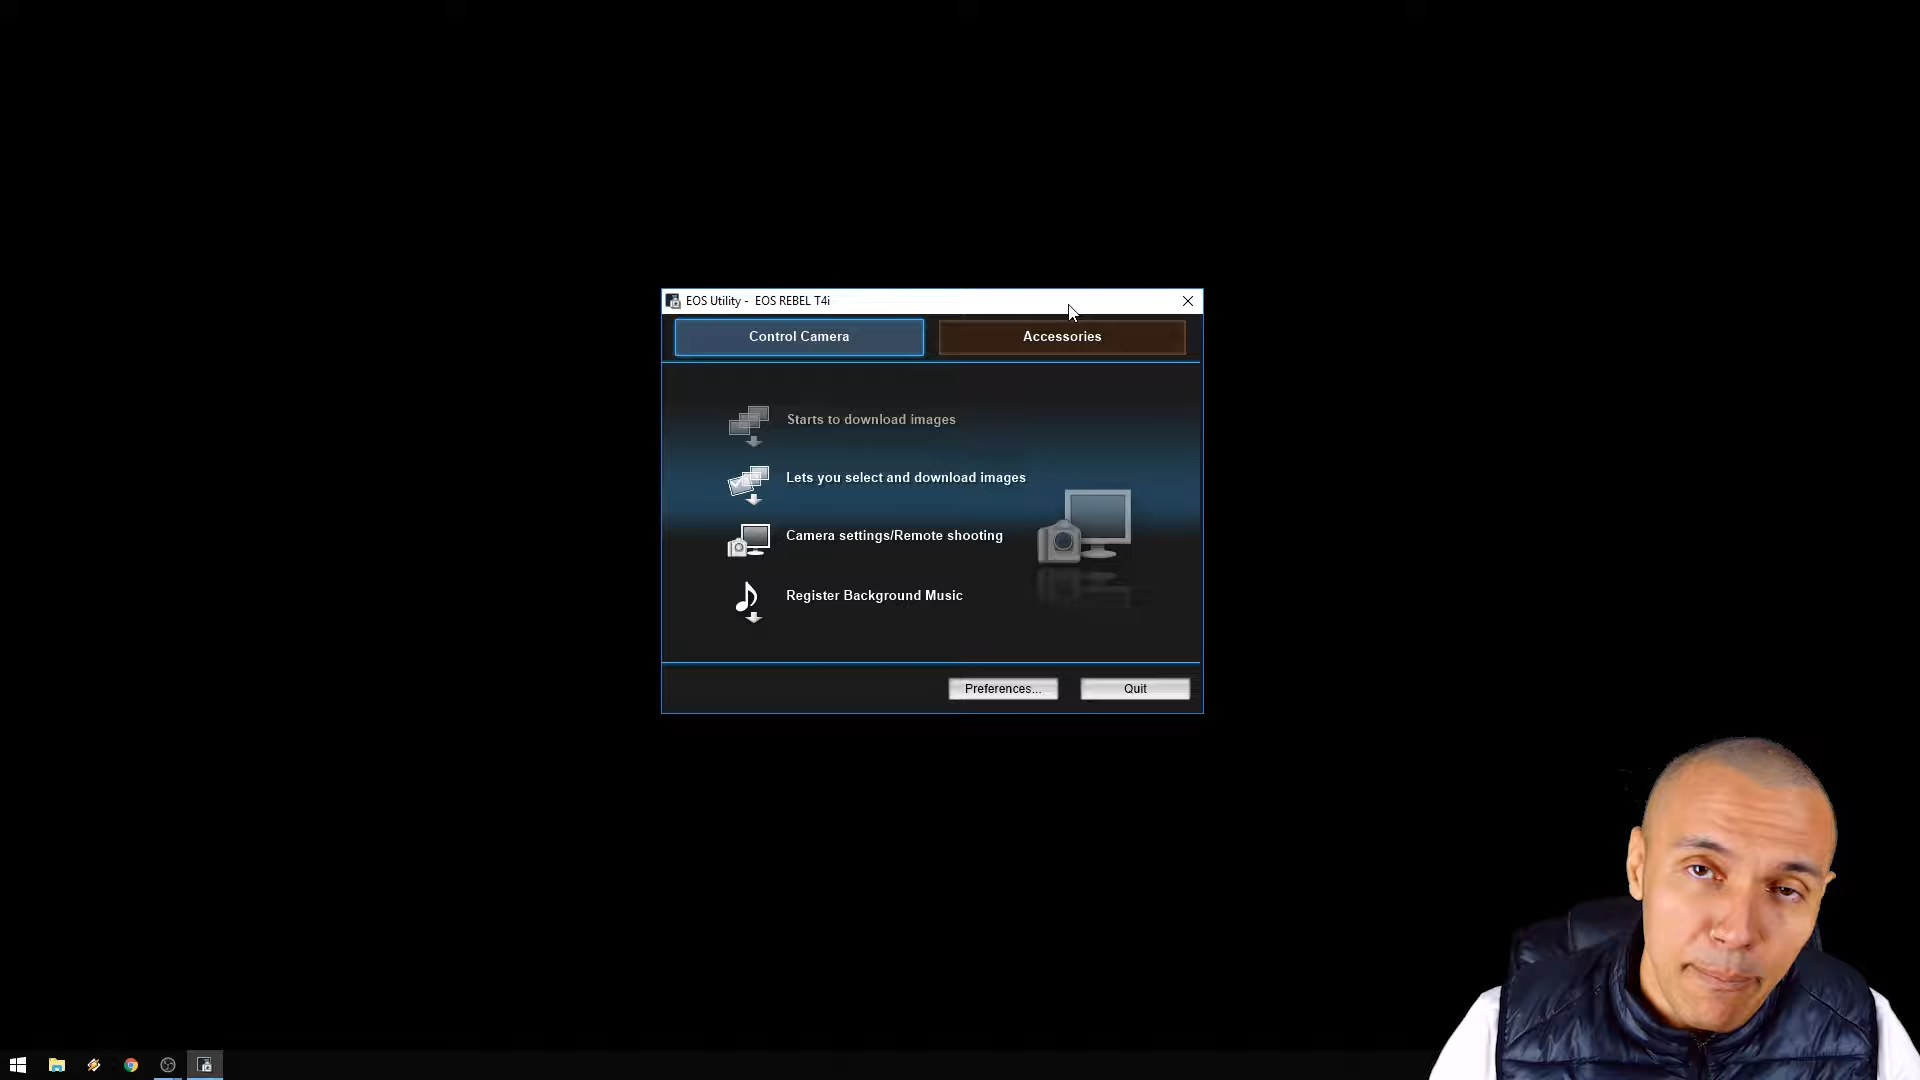 EOS Utility - EOS REBEL T4i
Control Camera
Accessories
Starts to download images
Lets you select and download images
Camera settings/Remote shooting
Register Background Music
Preferences...
Quit